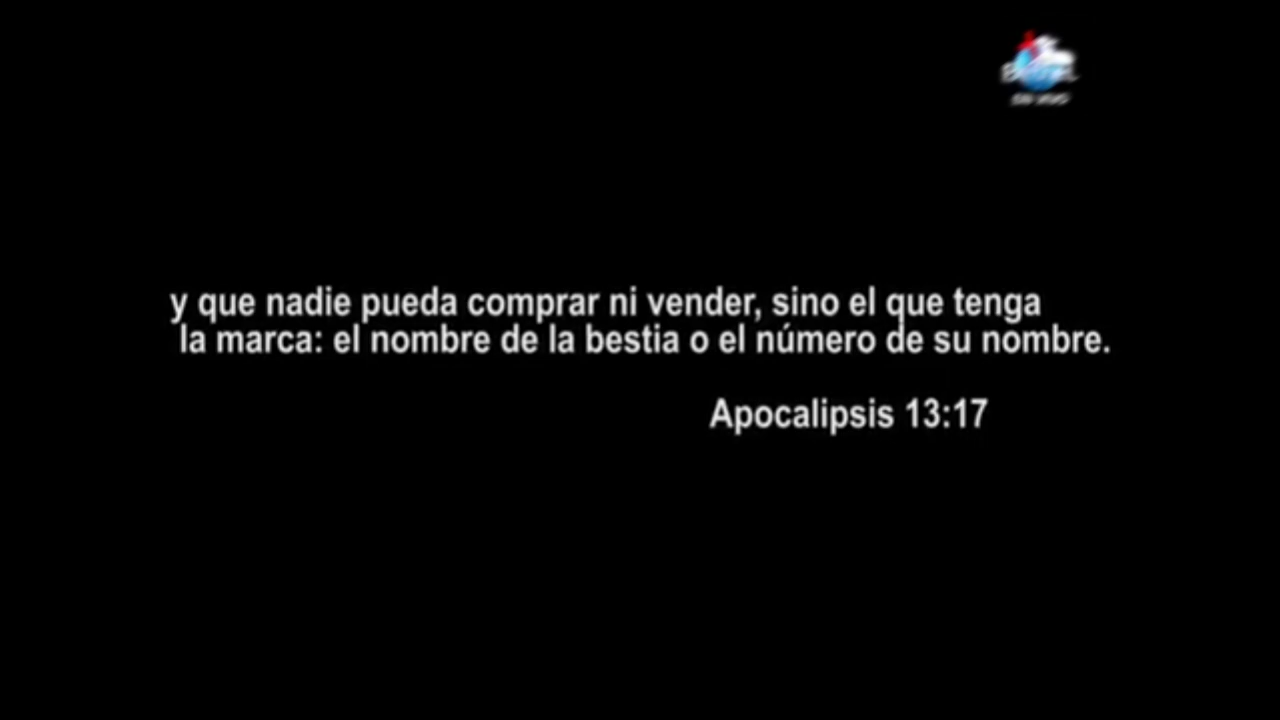 y que nadie pueda comprar ni vender, sino el que tenga
la marca: el nombre de la bestia o el número de su nombre.
Apocalipsis 13:17